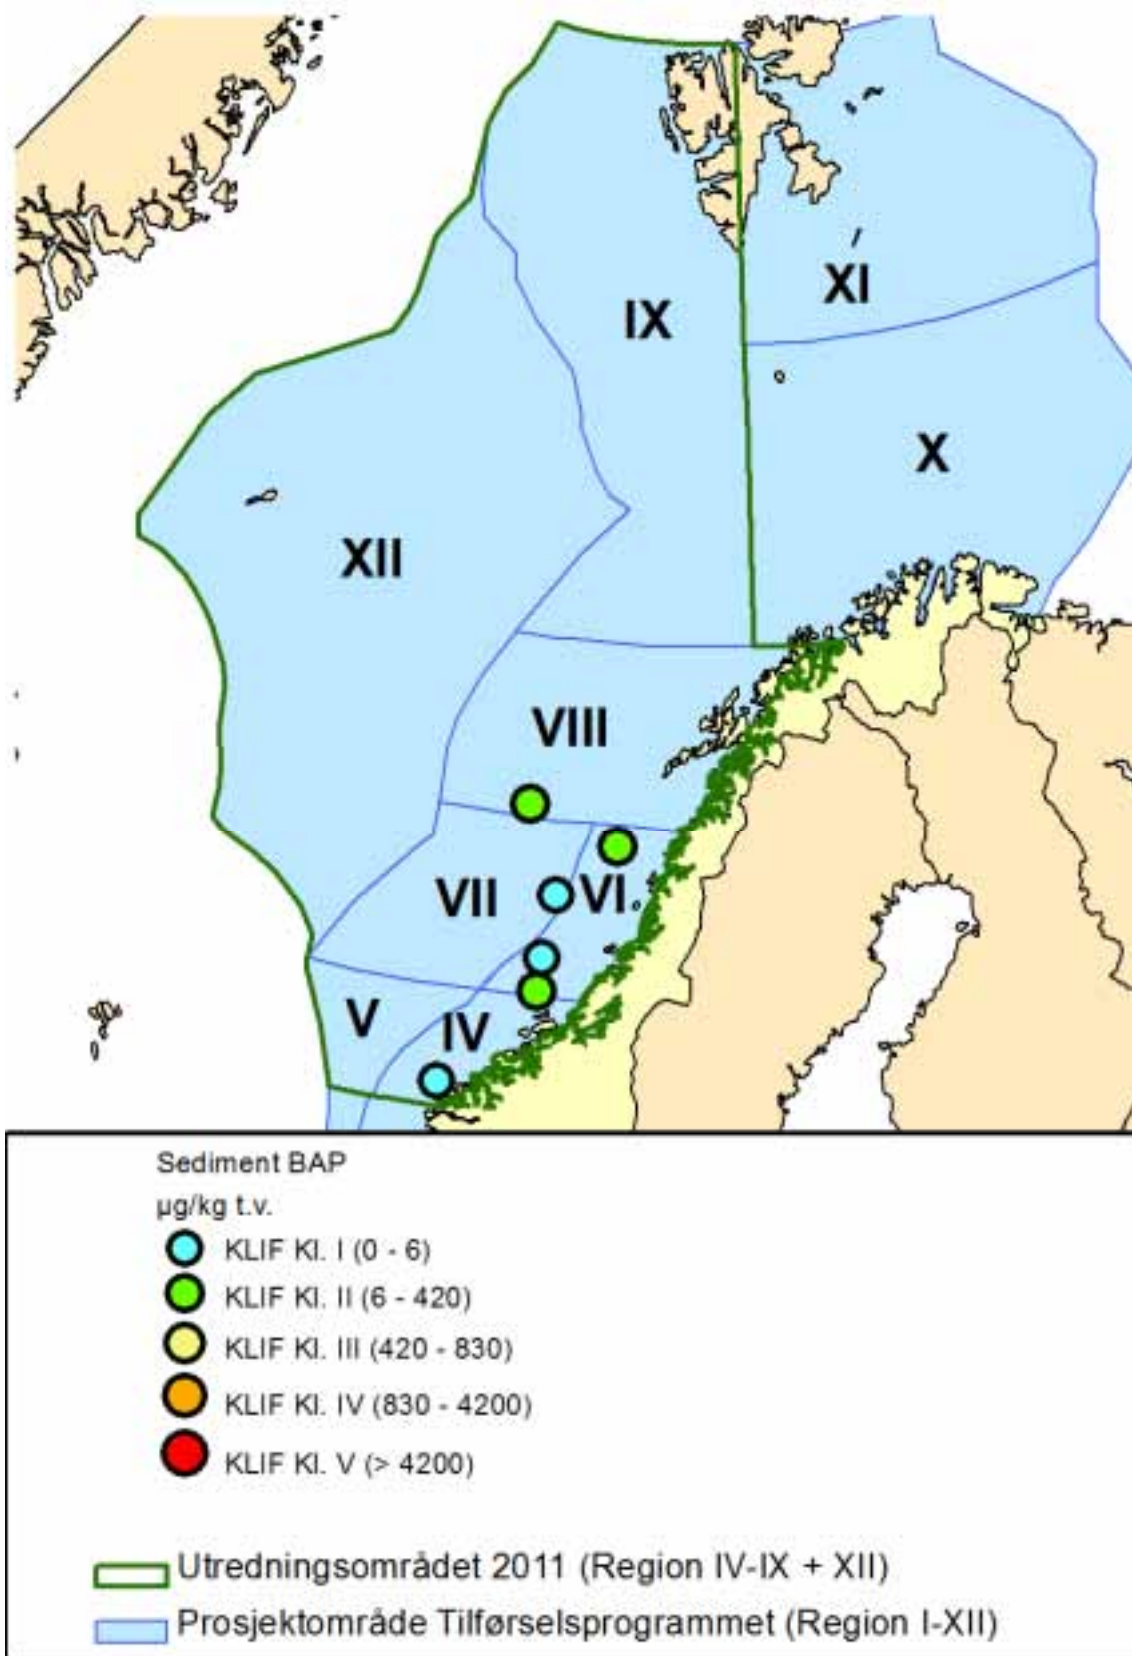 XI
IX
X
XII
VIII
VII
VI
V
IV
Sediment BAP
µg/kg t.v.
KLIF Kl. I (0 - 6)
KLIF Kl. II (6 - 420)
KLIF Kl. III (420 - 830)
KLIF Kl. IV (830 - 4200)
KLIF Kl. V (> 4200)
Utredningsområdet 2011 (Region IV-IX + XII)
Prosjektområde Tilførselsprogrammet (Region I-XII)